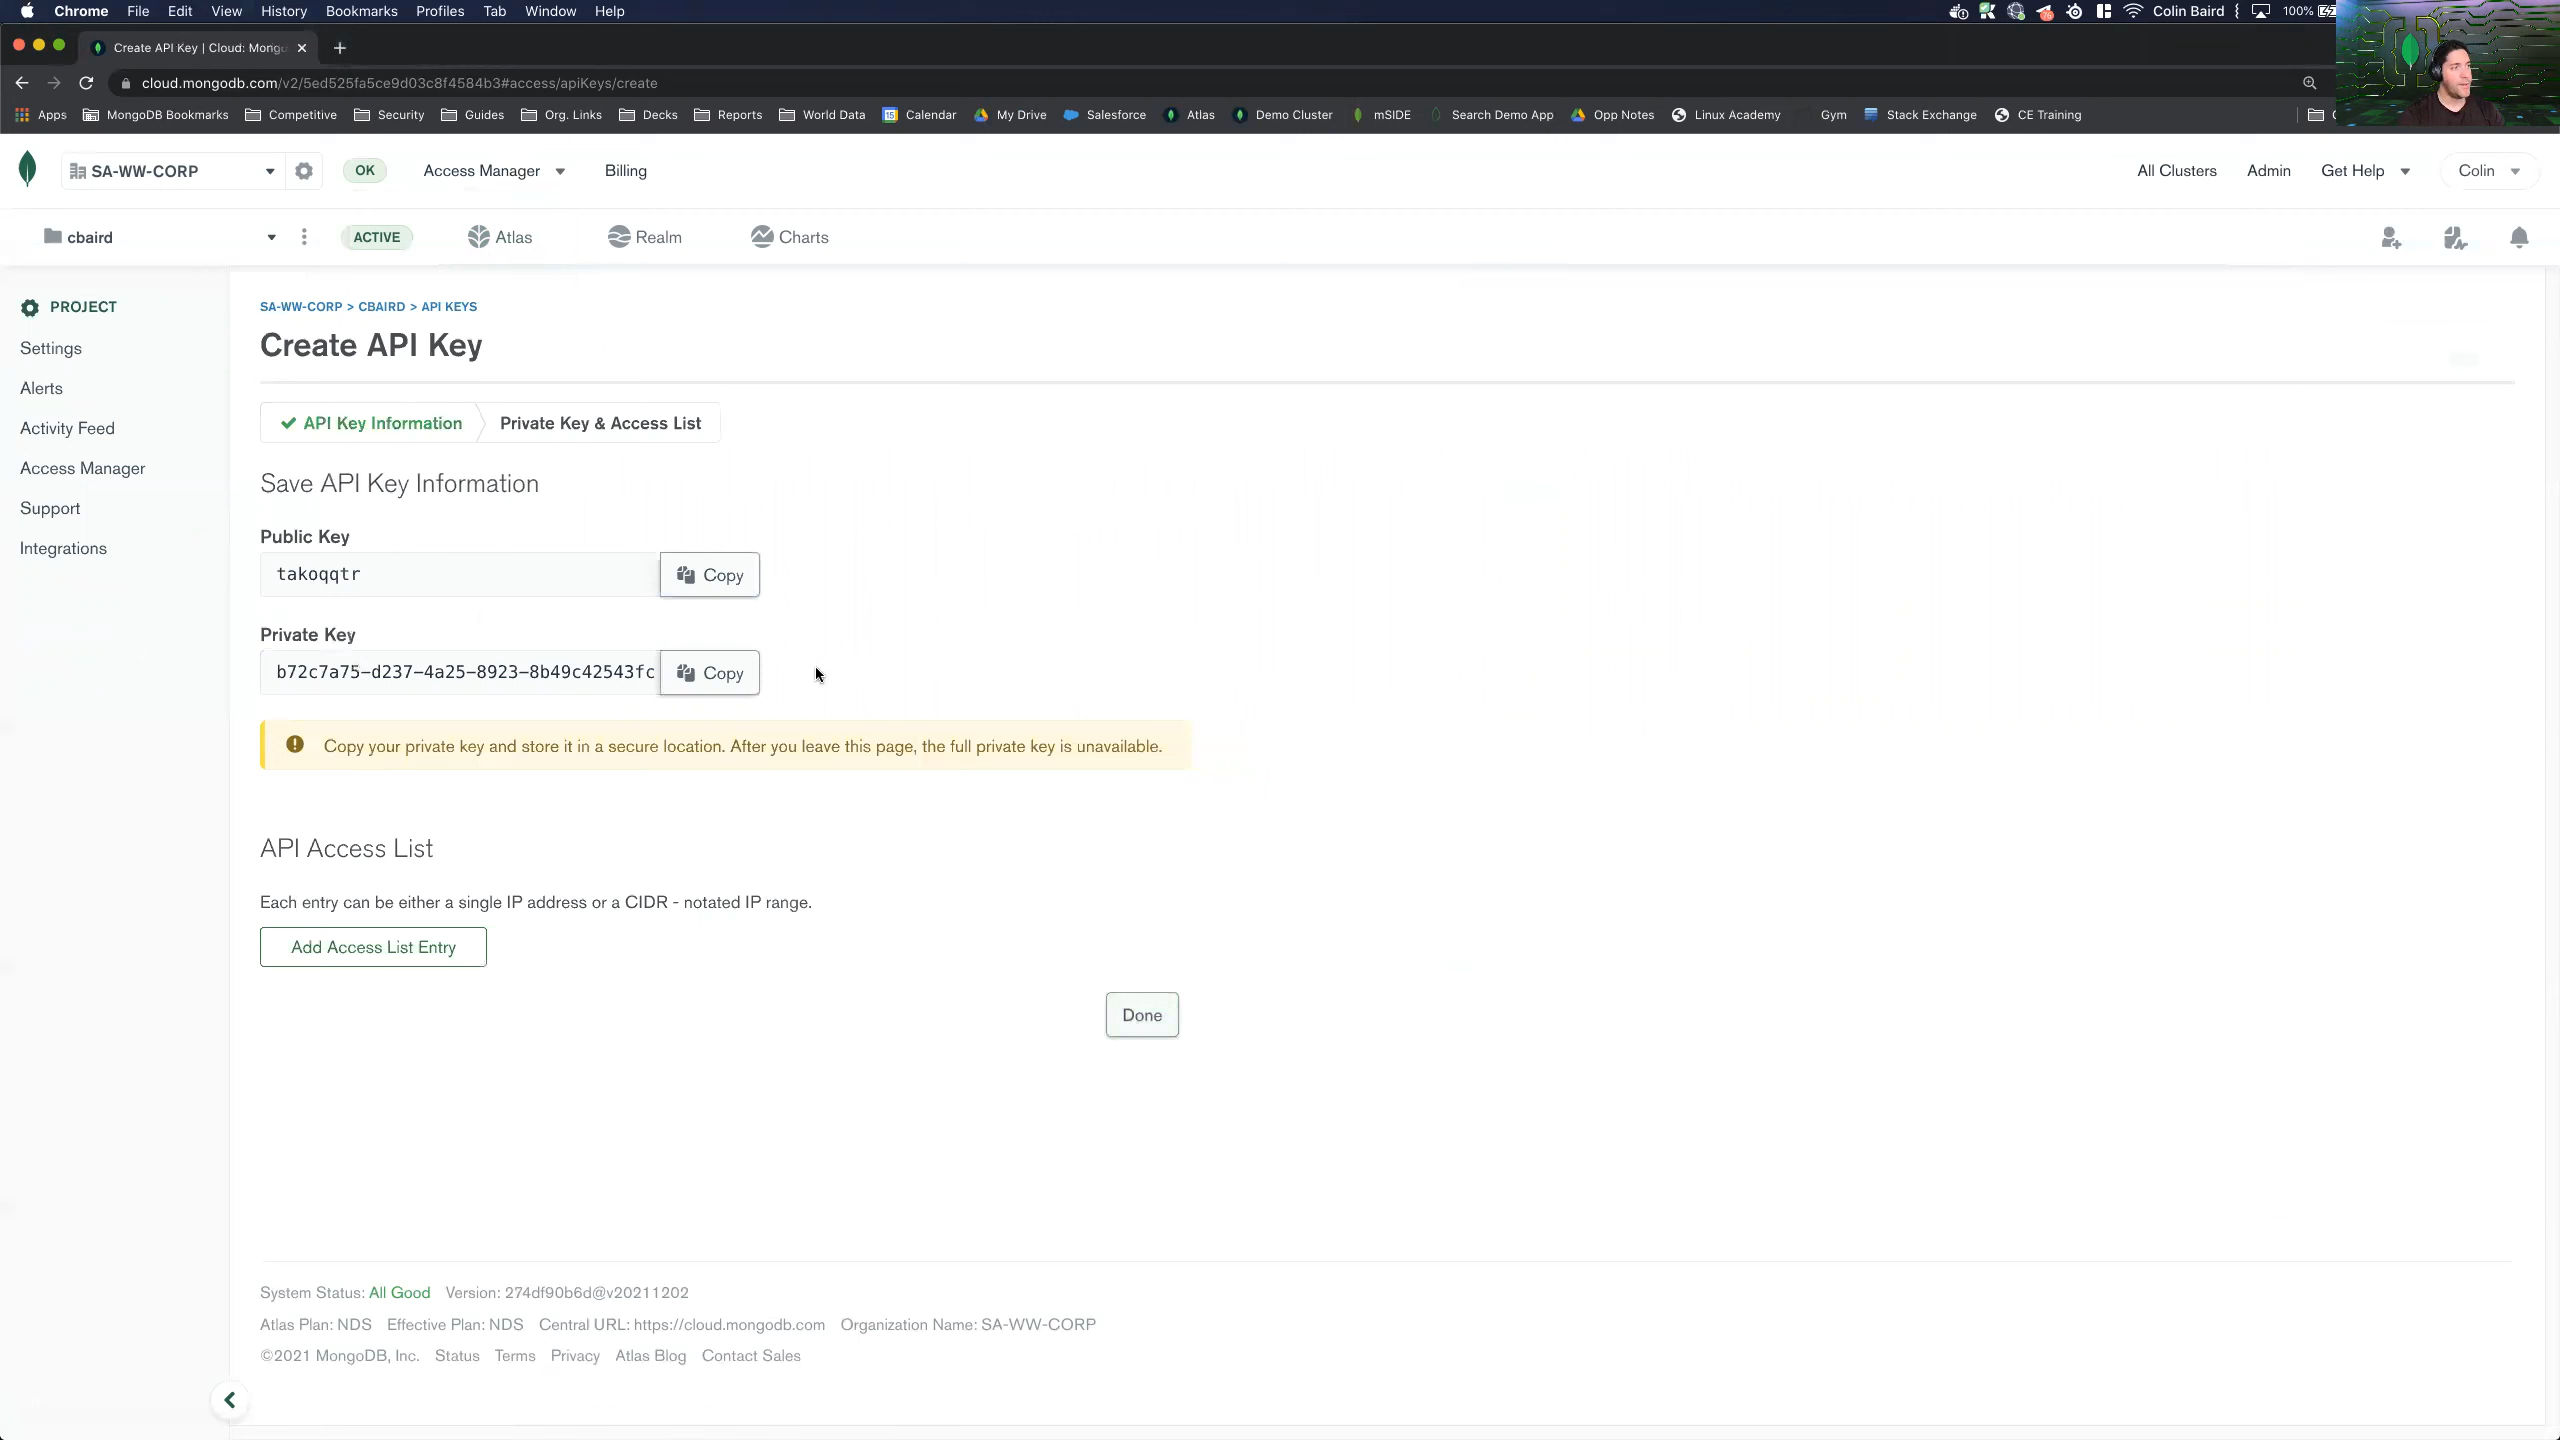 Chrome File Edit View History Bookmarks Profiles Tab Window Help Colin Baird 100%
Create API Key | Cloud: Mong
cloud.mongodb.com/v2/5ed525fa5ce9d03c8f4584b3#access/apiKeys/create
Apps MongoDB Bookmarks Competitive Security Guides Org. Links Decks Reports World Data Calendar My Drive Salesforce Atlas Demo Cluster mSIDE Search Demo App Opp Notes Linux Academy Gym Stack Exchange CE Training
SA-WW-CORP OK Access Manager Billing All Clusters Admin Get Help Colin
cbaird ACTIVE Atlas Realm Charts
PROJECT
Settings
Alerts
Activity Feed
Access Manager
Support
Integrations
SA-WW-CORP > CBAIRD > API KEYS
Create API Key
API Key Information Private Key & Access List
Save API Key Information
Public Key
takoqqtr Copy
Private Key
b72c7a75-d237-4a25-8923-8b49c42543fc Copy
Copy your private key and store it in a secure location. After you leave this page, the full private key is unavailable.
API Access List
Each entry can be either a single IP address or a CIDR - notated IP range.
Add Access List Entry
Done
System Status: All Good Version: 274df90b6d@v20211202
Atlas Plan: NDS Effective Plan: NDS Central URL: https://cloud.mongodb.com Organization Name: SA-WW-CORP
©2021 MongoDB, Inc. Status Terms Privacy Atlas Blog Contact Sales